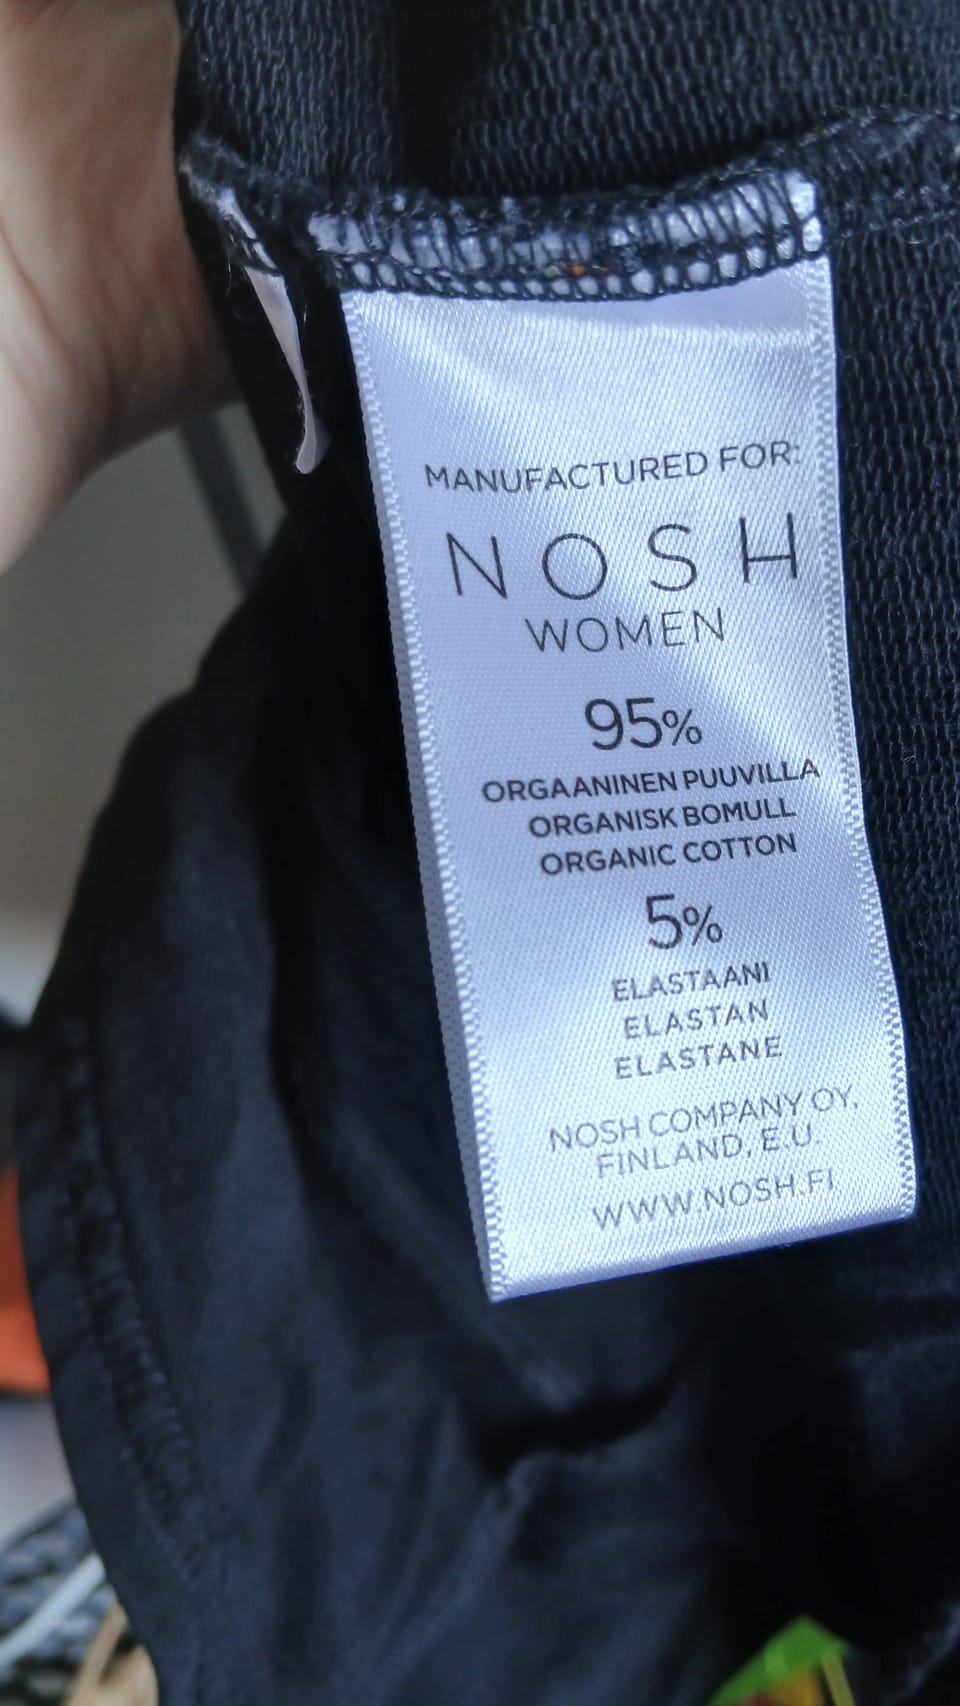 MANUFACTURED FOR:
NOSH
WOMEN
95%
ORGAANINEN PUUVILLA
ORGANISK BOMULL
ORGANIC COTTON
5%
ELASTAANI
ELASTAN
ELASTANE
NOSH COMPANY OY,
FINLAND, E.U.
WWW.NOSH.FI